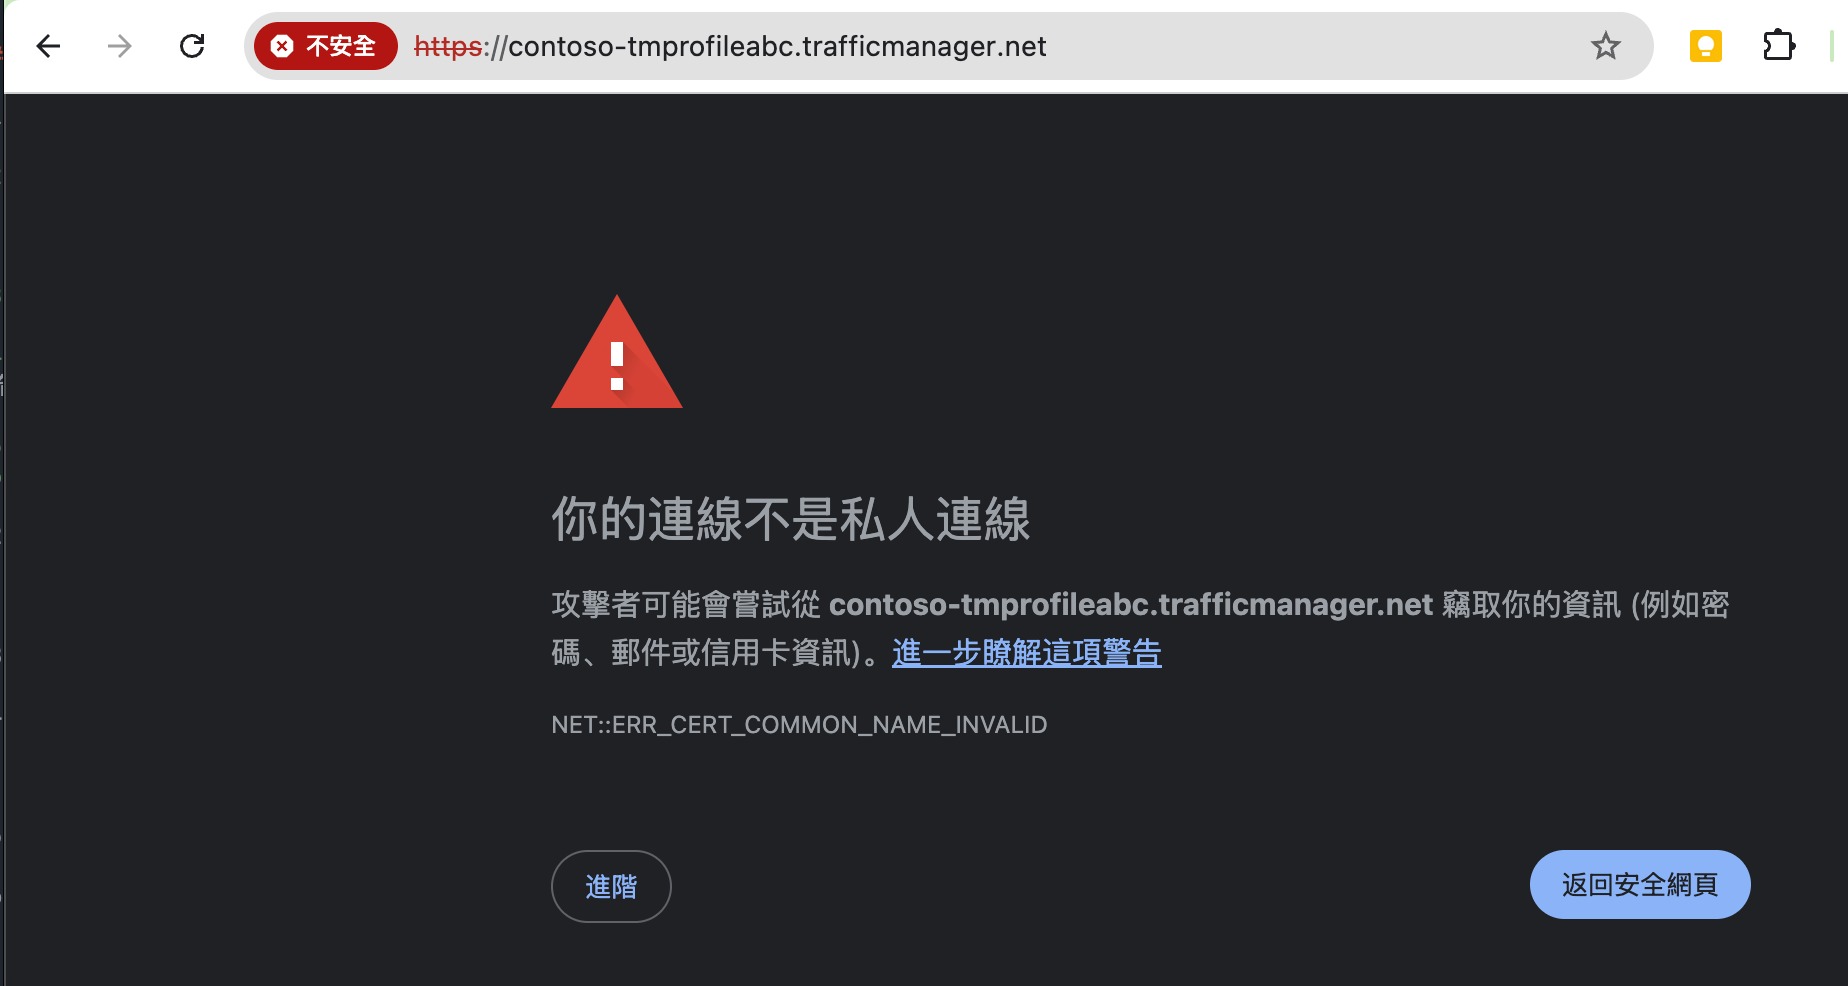 不安全 https://contoso-tmprofileabc.trafficmanager.net
你的連線不是私人連線
攻擊者可能會嘗試從 contoso-tmprofileabc.trafficmanager.net 竊取你的資訊 (例如密
碼、郵件或信用卡資訊)。進一步瞭解這項警告
NET::ERR_CERT_COMMON_NAME_INVALID
進階
返回安全網頁